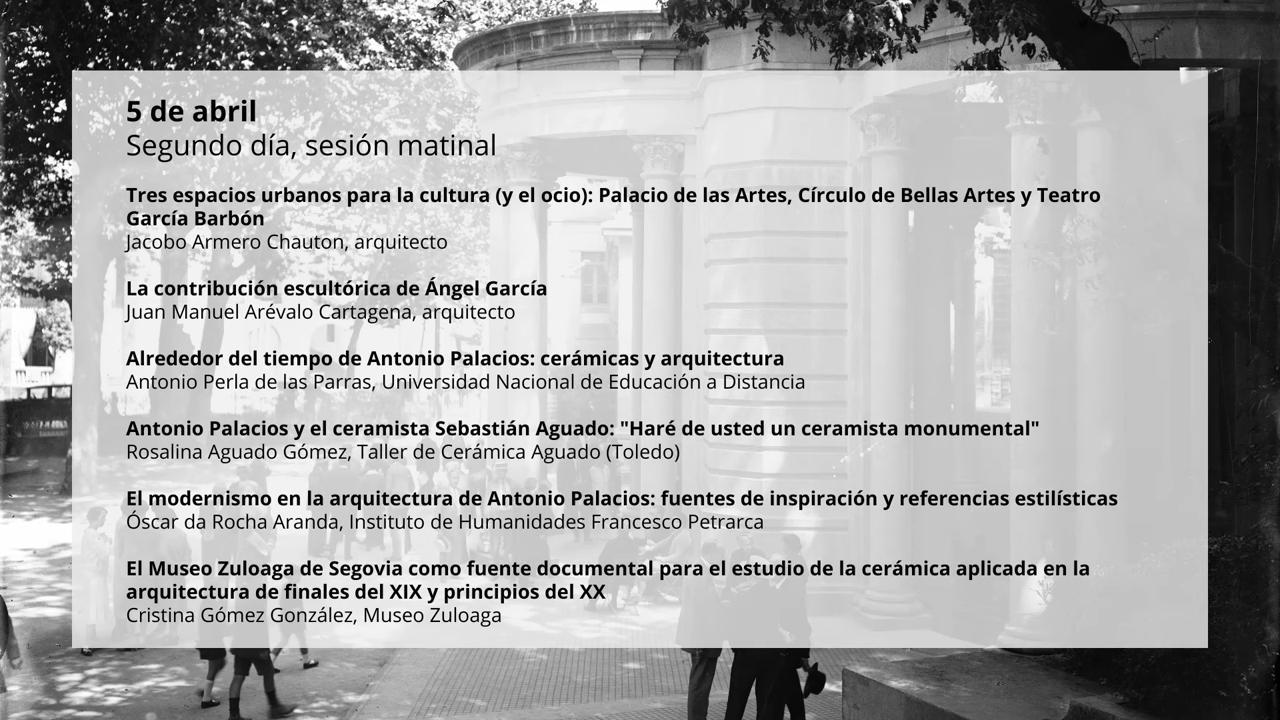 5 de abril
Segundo día, sesión matinal
Tres espacios urbanos para la cultura (y el ocio): Palacio de las Artes, Círculo de Bellas Artes y Teatro
García Barbón
Jacobo Armero Chauton, arquitecto
La contribución escultórica de Ángel García
Juan Manuel Arévalo Cartagena, arquitecto
Alrededor del tiempo de Antonio Palacios: cerámicas y arquitectura
Antonio Perla de las Parras, Universidad Nacional de Educación a Distancia
Antonio Palacios y el ceramista Sebastián Aguado: "Haré de usted un ceramista monumental"
Rosalina Aguado Gómez, Taller de Cerámica Aguado (Toledo)
El modernismo en la arquitectura de Antonio Palacios: fuentes de inspiración y referencias estilísticas
Óscar da Rocha Aranda, Instituto de Humanidades Francesco Petrarca
El Museo Zuloaga de Segovia como fuente documental para el estudio de la cerámica aplicada en la
arquitectura de finales del XIX y principios del XX
Cristina Gómez González, Museo Zuloaga